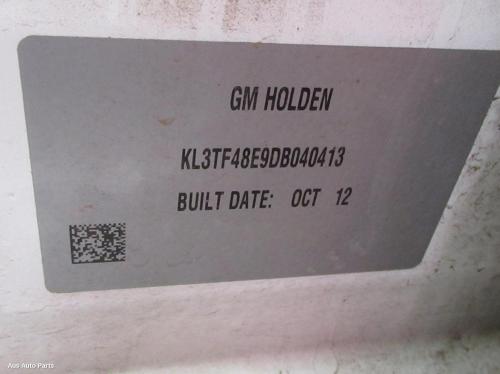 GM HOLDEN
KL3TF48E9DB040413
BUILT DATE: OCT 12
Aus Auto Parts